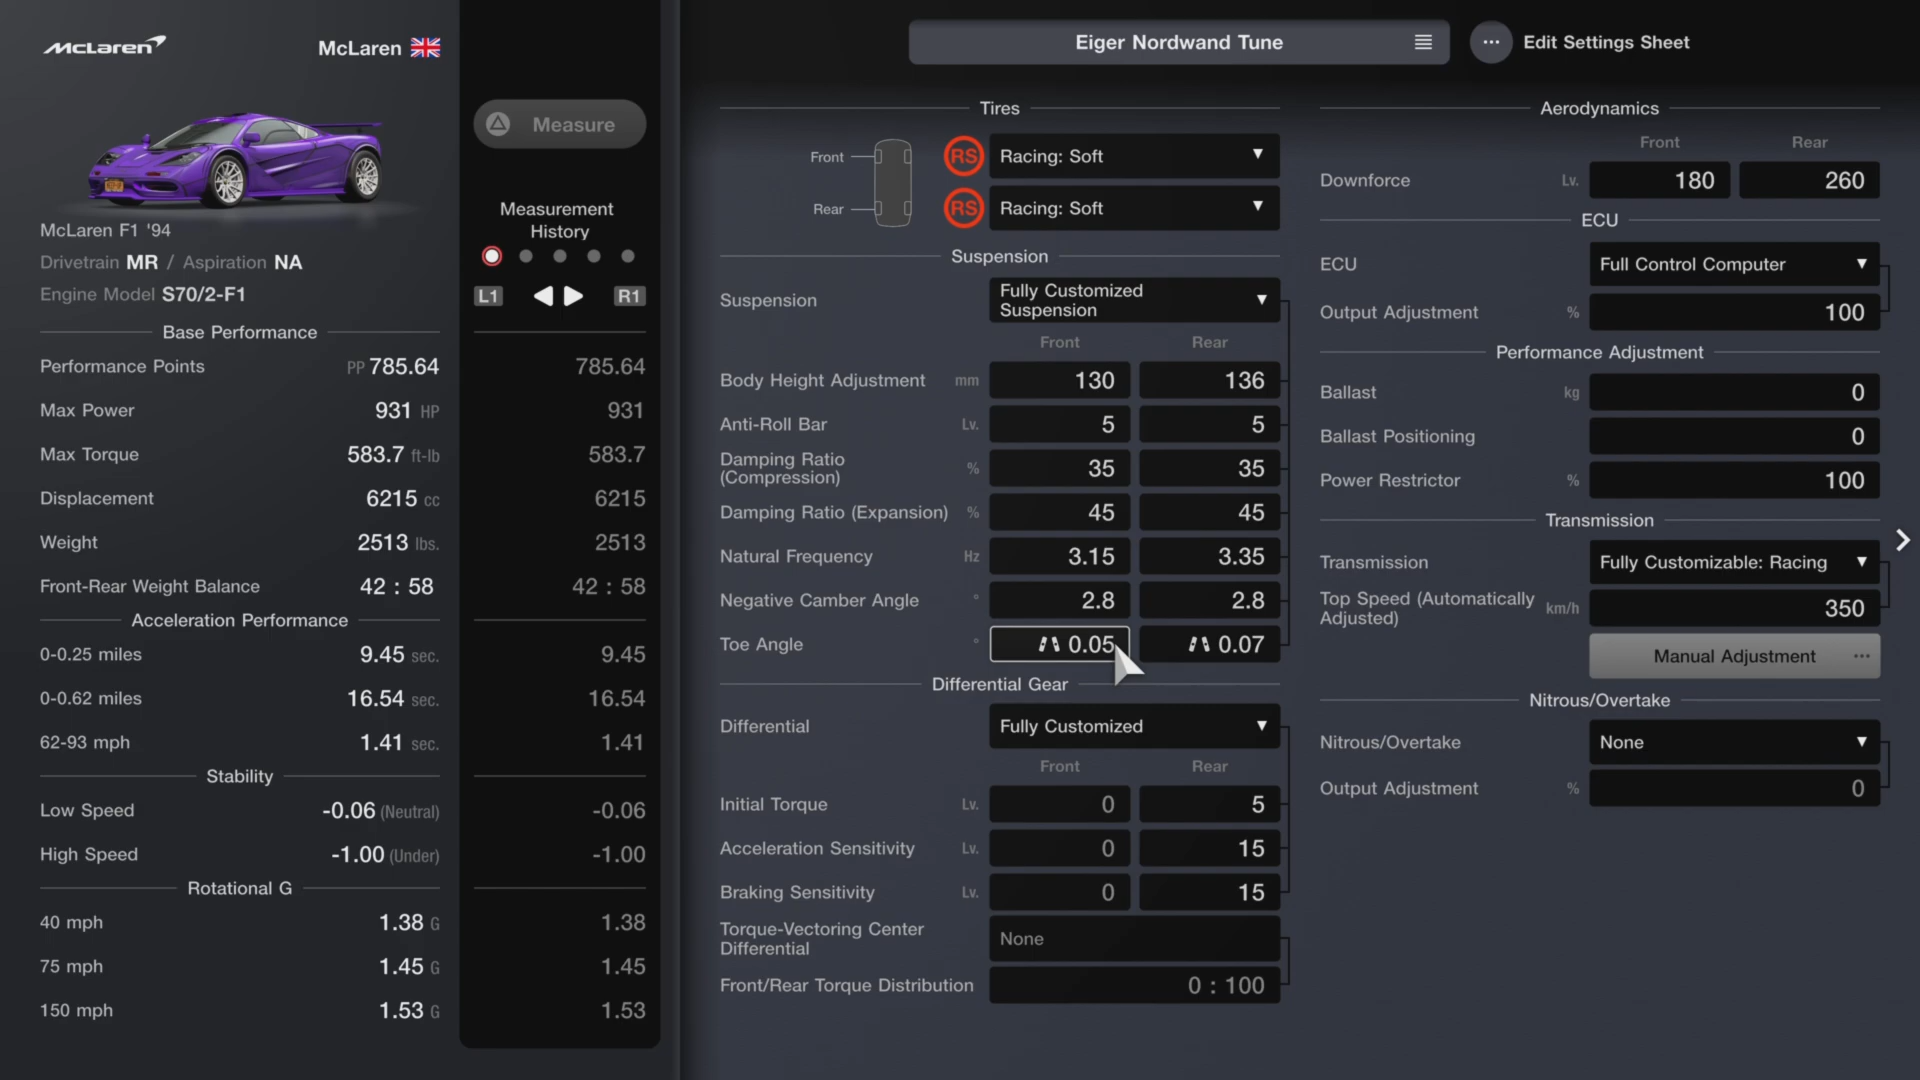 McLaren
McLaren
McLaren F1 '94
Drivetrain MR / Aspiration NA
Engine Model S70/2-F1
Base Performance
Performance Points PP 785.64
Max Power 931 HP
Max Torque 583.7 ft-lb
Displacement 6215 cc
Weight 2513 lbs.
Front-Rear Weight Balance 42 : 58
Acceleration Performance
0-0.25 miles 9.45 sec.
0-0.62 miles 16.54 sec.
62-93 mph 1.41 sec.
Stability
Low Speed -0.06 (Neutral)
High Speed -1.00 (Under)
Rotational G
40 mph 1.38 G
75 mph 1.45 G
150 mph 1.53 G
Measure
Measurement
History
L1 R1
785.64
931
583.7
6215
2513
42 : 58
9.45
16.54
1.41
-0.06
-1.00
1.38
1.45
1.53
Eiger Nordwand Tune
Edit Settings Sheet
Tires
Front RS Racing: Soft
Rear RS Racing: Soft
Suspension
Suspension Fully Customized
Suspension
Front Rear
Body Height Adjustment mm 130 136
Anti-Roll Bar Lv. 5 5
Damping Ratio
(Compression) % 35 35
Damping Ratio (Expansion) % 45 45
Natural Frequency Hz 3.15 3.35
Negative Camber Angle ° 2.8 2.8
Toe Angle ° 0.05 0.07
Differential Gear
Differential Fully Customized
Front Rear
Initial Torque Lv. 0 5
Acceleration Sensitivity Lv. 0 15
Braking Sensitivity Lv. 0 15
Torque-Vectoring Center
Differential None
Front/Rear Torque Distribution 0 : 100
Aerodynamics
Front Rear
Downforce Lv. 180 260
ECU
ECU Full Control Computer
Output Adjustment % 100
Performance Adjustment
Ballast kg 0
Ballast Positioning 0
Power Restrictor % 100
Transmission
Transmission Fully Customizable: Racing
Top Speed (Automatically
Adjusted) km/h 350
Manual Adjustment
Nitrous/Overtake
Nitrous/Overtake None
Output Adjustment % 0